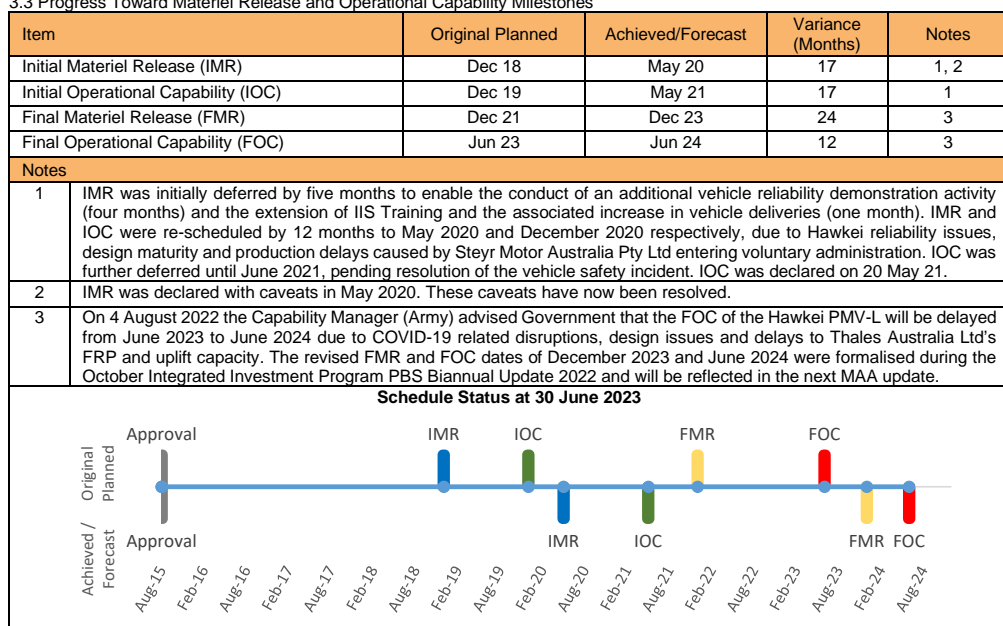 3.3 Progress Toward Materiel Release and Operational Capability Milestones
Item Original Planned Achieved/Forecast Variance (Months) Notes
Initial Materiel Release (IMR) Dec 18 May 20 17 1, 2
Initial Operational Capability (IOC) Dec 19 May 21 17 1
Final Materiel Release (FMR) Dec 21 Dec 23 24 3
Final Operational Capability (FOC) Jun 23 Jun 24 12 3
Notes
1 IMR was initially deferred by five months to enable the conduct of an additional vehicle reliability demonstration activity
(four months) and the extension of IIS Training and the associated increase in vehicle deliveries (one month). IMR and
IOC were re-scheduled by 12 months to May 2020 and December 2020 respectively, due to Hawkei reliability issues,
design maturity and production delays caused by Steyr Motor Australia Pty Ltd entering voluntary administration. IOC was
further deferred until June 2021, pending resolution of the vehicle safety incident. IOC was declared on 20 May 21.
2 IMR was declared with caveats in May 2020. These caveats have now been resolved.
3 On 4 August 2022 the Capability Manager (Army) advised Government that the FOC of the Hawkei PMV-L will be delayed
from June 2023 to June 2024 due to COVID-19 related disruptions, design issues and delays to Thales Australia Ltd's
FRP and uplift capacity. The revised FMR and FOC dates of December 2023 and June 2024 were formalised during the
October Integrated Investment Program PBS Biannual Update 2022 and will be reflected in the next MAA update.
Schedule Status at 30 June 2023
Original
Planned
Approval IMR IOC FMR FOC
Achieved /
Forecast
Approval IMR IOC FMR FOC
Aug-15 Feb-16 Aug-16 Feb-17 Aug-17 Feb-18 Aug-18 Feb-19 Aug-19 Feb-20 Aug-20 Feb-21 Aug-21 Feb-22 Aug-22 Feb-23 Aug-23 Feb-24 Aug-24